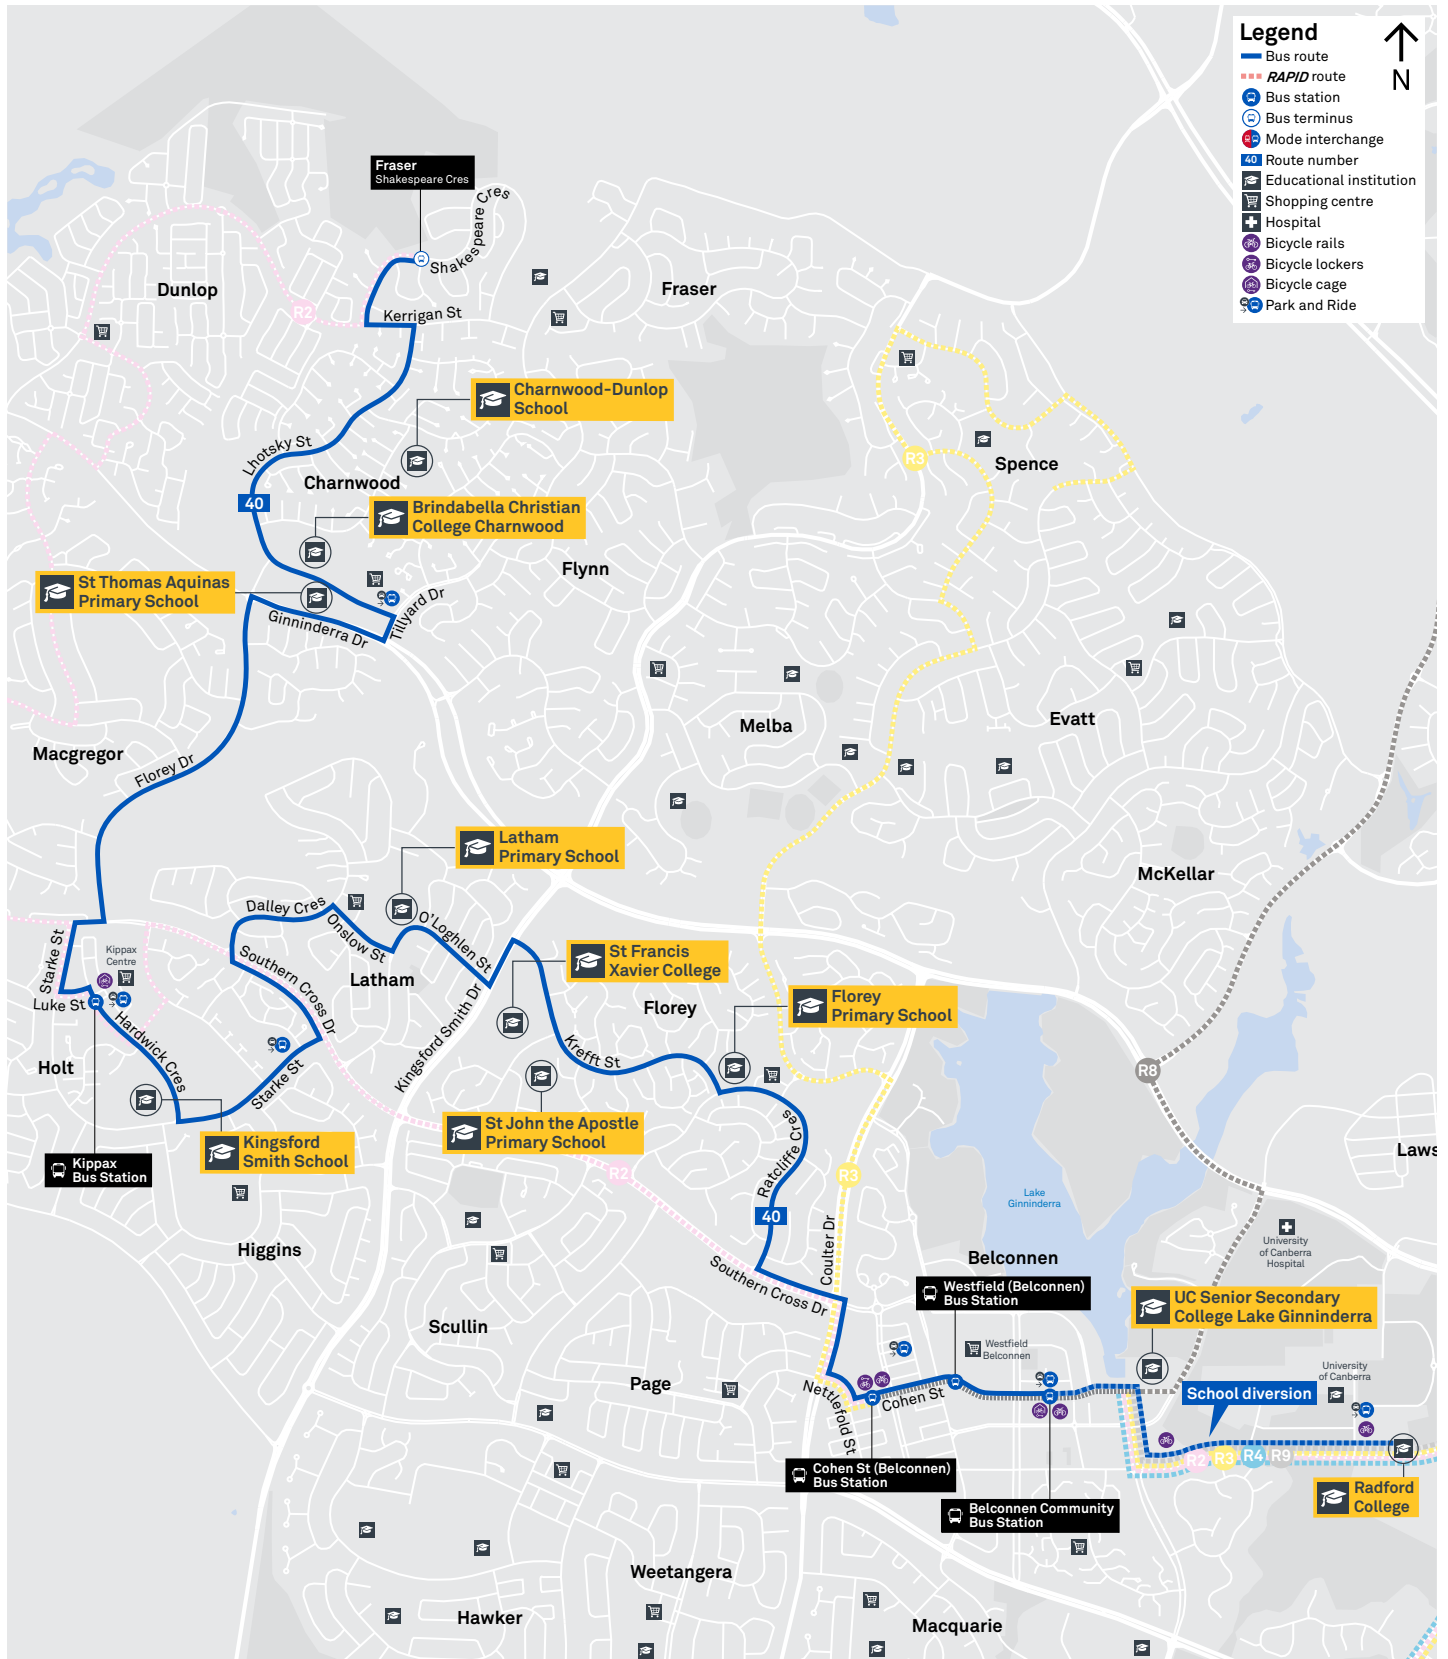 Legend
N
Bus route
RAPID route
Bus station
Bus terminus
Mode interchange
40 Route number
Educational institution
Shopping centre
Hospital
Bicycle rails
Bicycle lockers
Bicycle cage
Park and Ride
Fraser
Shakespeare Cres
Shakespeare Cres
Dunlop
Fraser
R2
Kerrigan St
Charnwood-Dunlop
School
Lhotsky St
R3
Spence
Charnwood
40
Brindabella Christian
College Charnwood
Flynn
St Thomas Aquinas
Primary School
Tillyard Dr
Ginninderra Dr
Melba
Evatt
Macgregor
Florey Dr
Latham
Primary School
McKellar
Dalley Cres
Onslow St
O'Loghlen St
Starke St
Kippax
Centre
Southern Cross Dr
Latham
St Francis
Xavier College
Luke St
Florey
Florey
Primary School
Hardwick Cres
Kingsford Smith Dr
Krefft St
Holt
Starke St
R8
St John the Apostle
Primary School
Ratcliffe Cres
Kingsford
Smith School
Kippax
Bus Station
R2
R3
Laws
Lake
Ginninderra
40
Higgins
Coulter Dr
University
of Canberra
Hospital
Belconnen
Southern Cross Dr
Westfield (Belconnen)
Bus Station
UC Senior Secondary
College Lake Ginninderra
Scullin
Westfield
Belconnen
University
of Canberra
Page
Nettlefold St
Cohen St
School diversion
R2
R3
R4
R9
Cohen St (Belconnen)
Bus Station
Radford
College
Belconnen Community
Bus Station
Weetangera
Hawker
Macquarie